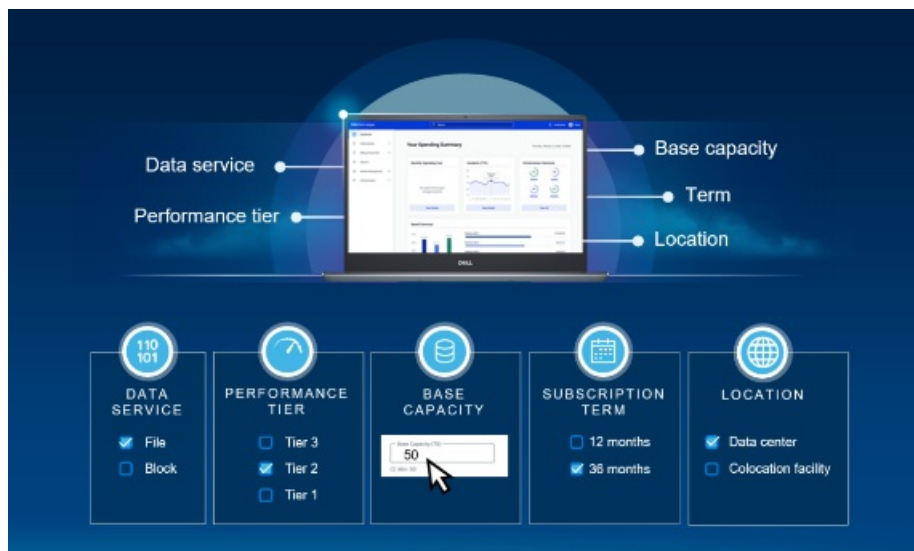 Your Spending Summary
Data service
Performance tier
Base capacity
Term
Location
DELL
110
101
DATA
SERVICE
File
Block
PERFORMANCE
TIER
Tier 3
Tier 2
Tier 1
BASE
CAPACITY
Base Capacity (TB)
50
SUBSCRIPTION
TERM
12 months
36 months
LOCATION
Data center
Colocation facility